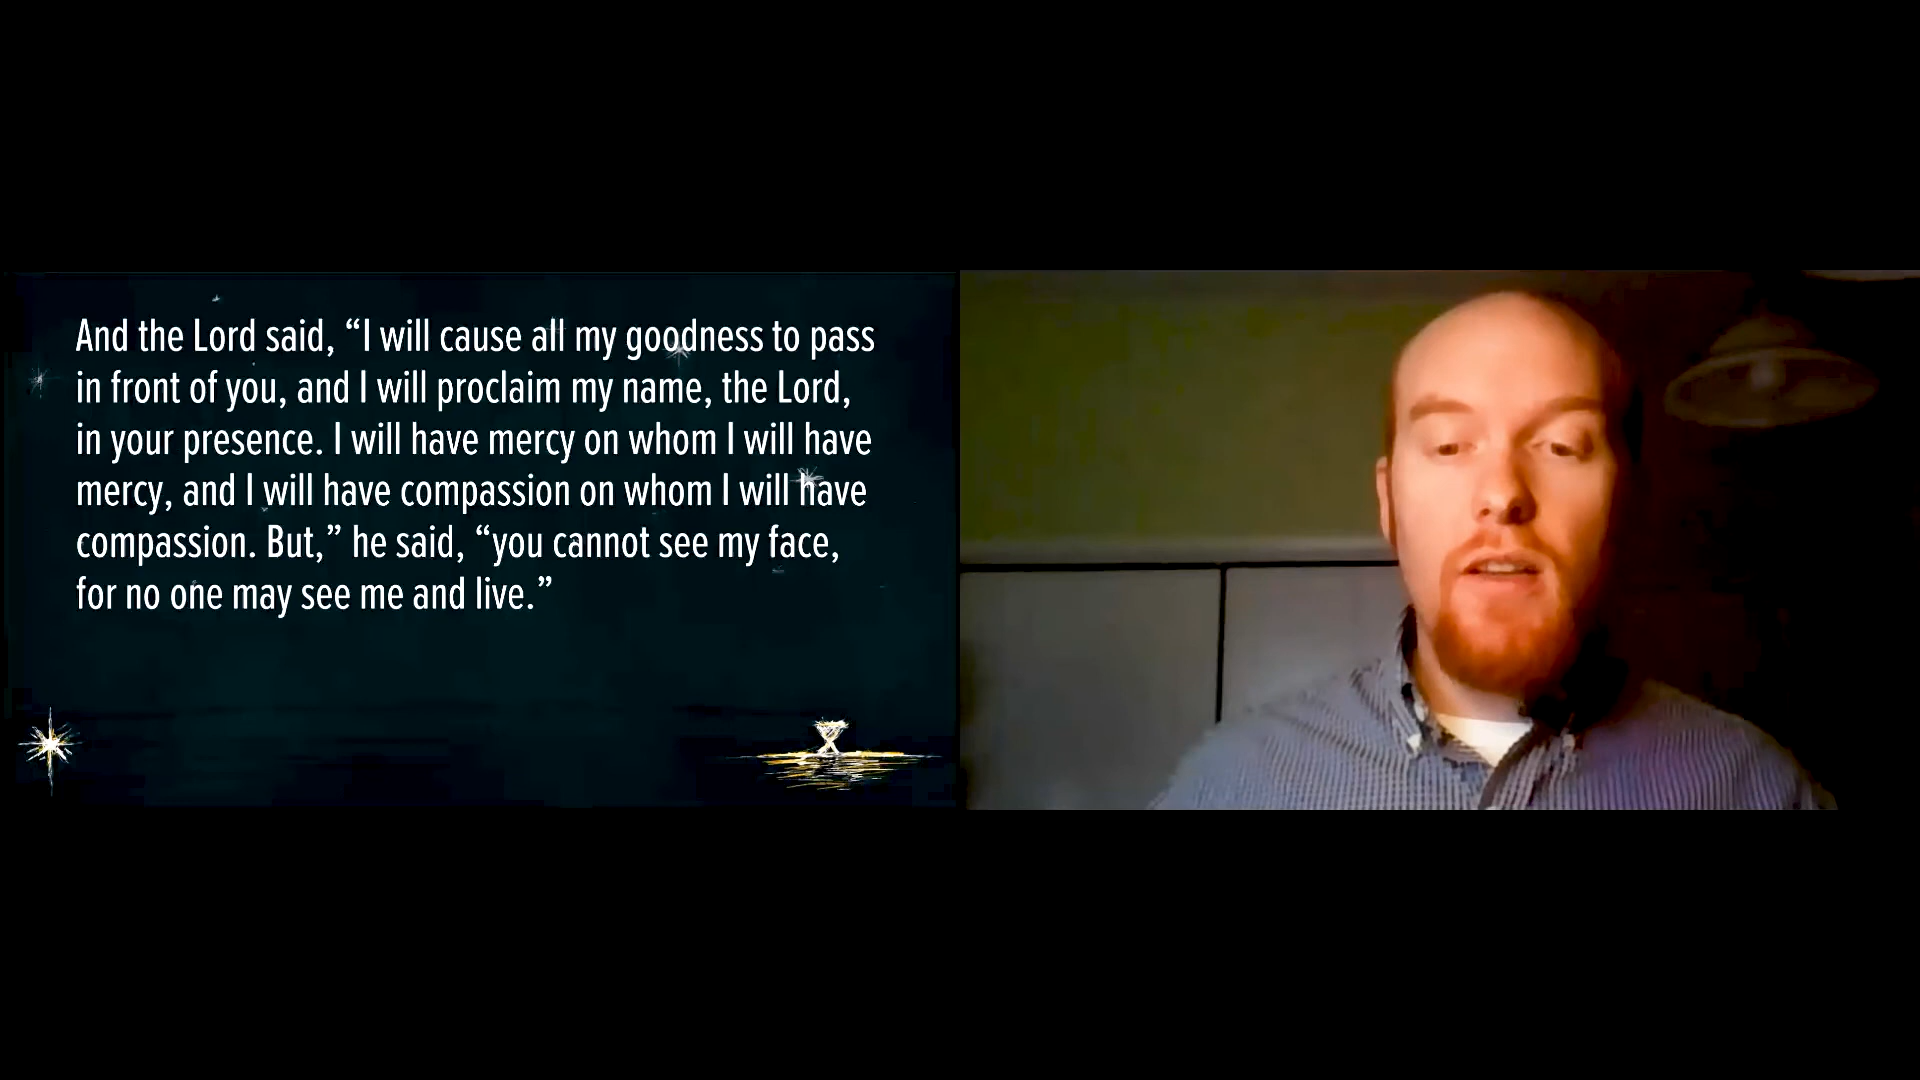 And the Lord said, “I will cause all my goodness to pass
in front of you, and I will proclaim my name, the Lord,
in your presence. I will have mercy on whom I will have
mercy, and I will have compassion on whom I will have
compassion. But,” he said, “you cannot see my face,
for no one may see me and live.”